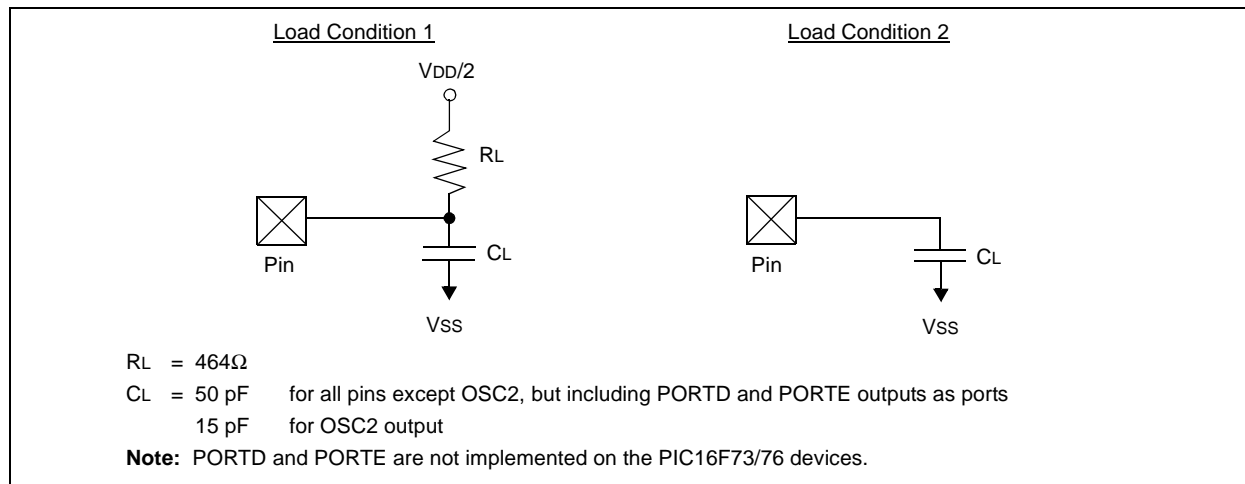 Load Condition 1
Load Condition 2
VDD/2
RL
Pin
CL
VSS
Pin
CL
VSS
RL = 464Ω
CL = 50 pF for all pins except OSC2, but including PORTD and PORTE outputs as ports
15 pF for OSC2 output
Note: PORTD and PORTE are not implemented on the PIC16F73/76 devices.